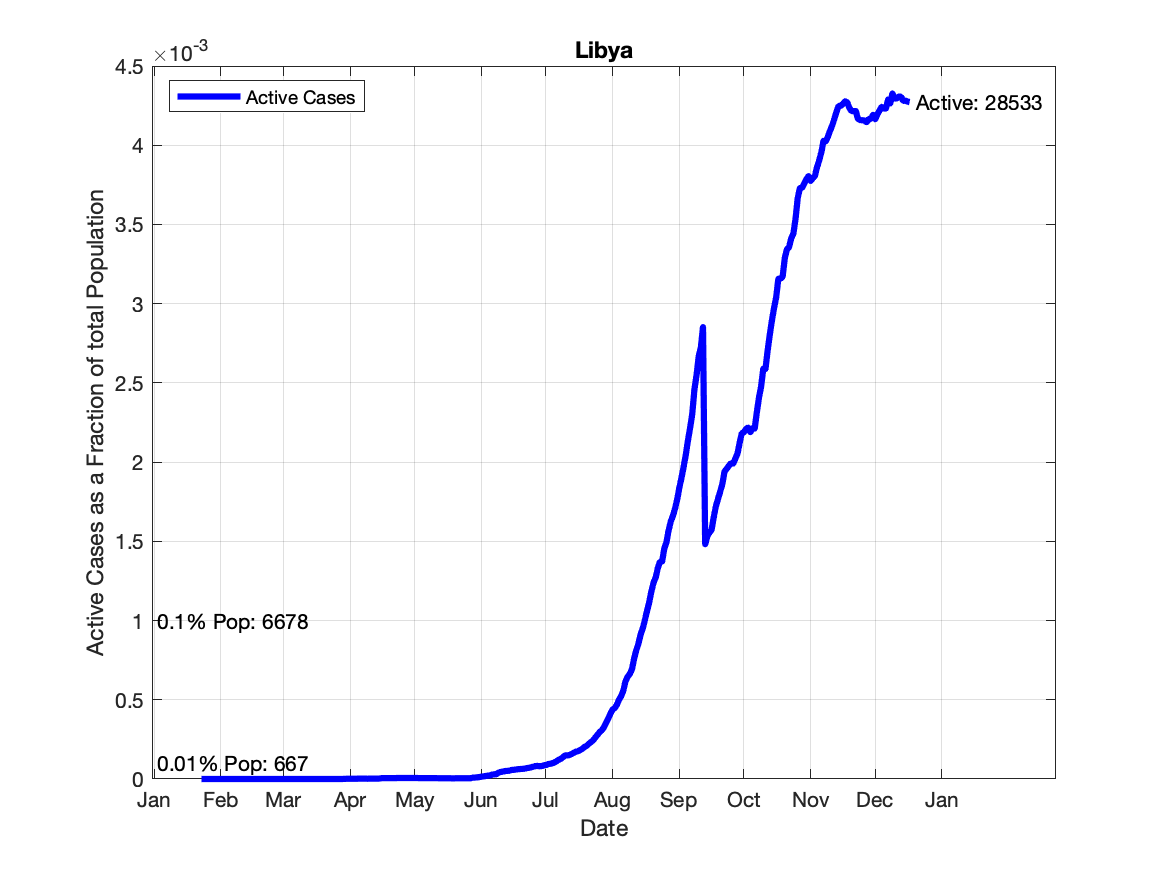 Libya
×10-3
4.5
4
3.5
3
2.5
2
1.5
1
0.5
0
Active Cases as a Fraction of total Population
Active Cases
Active: 28533
0.1% Pop: 6678
0.01% Pop: 667
Jan Feb Mar Apr May Jun Jul Aug Sep Oct Nov Dec Jan
Date